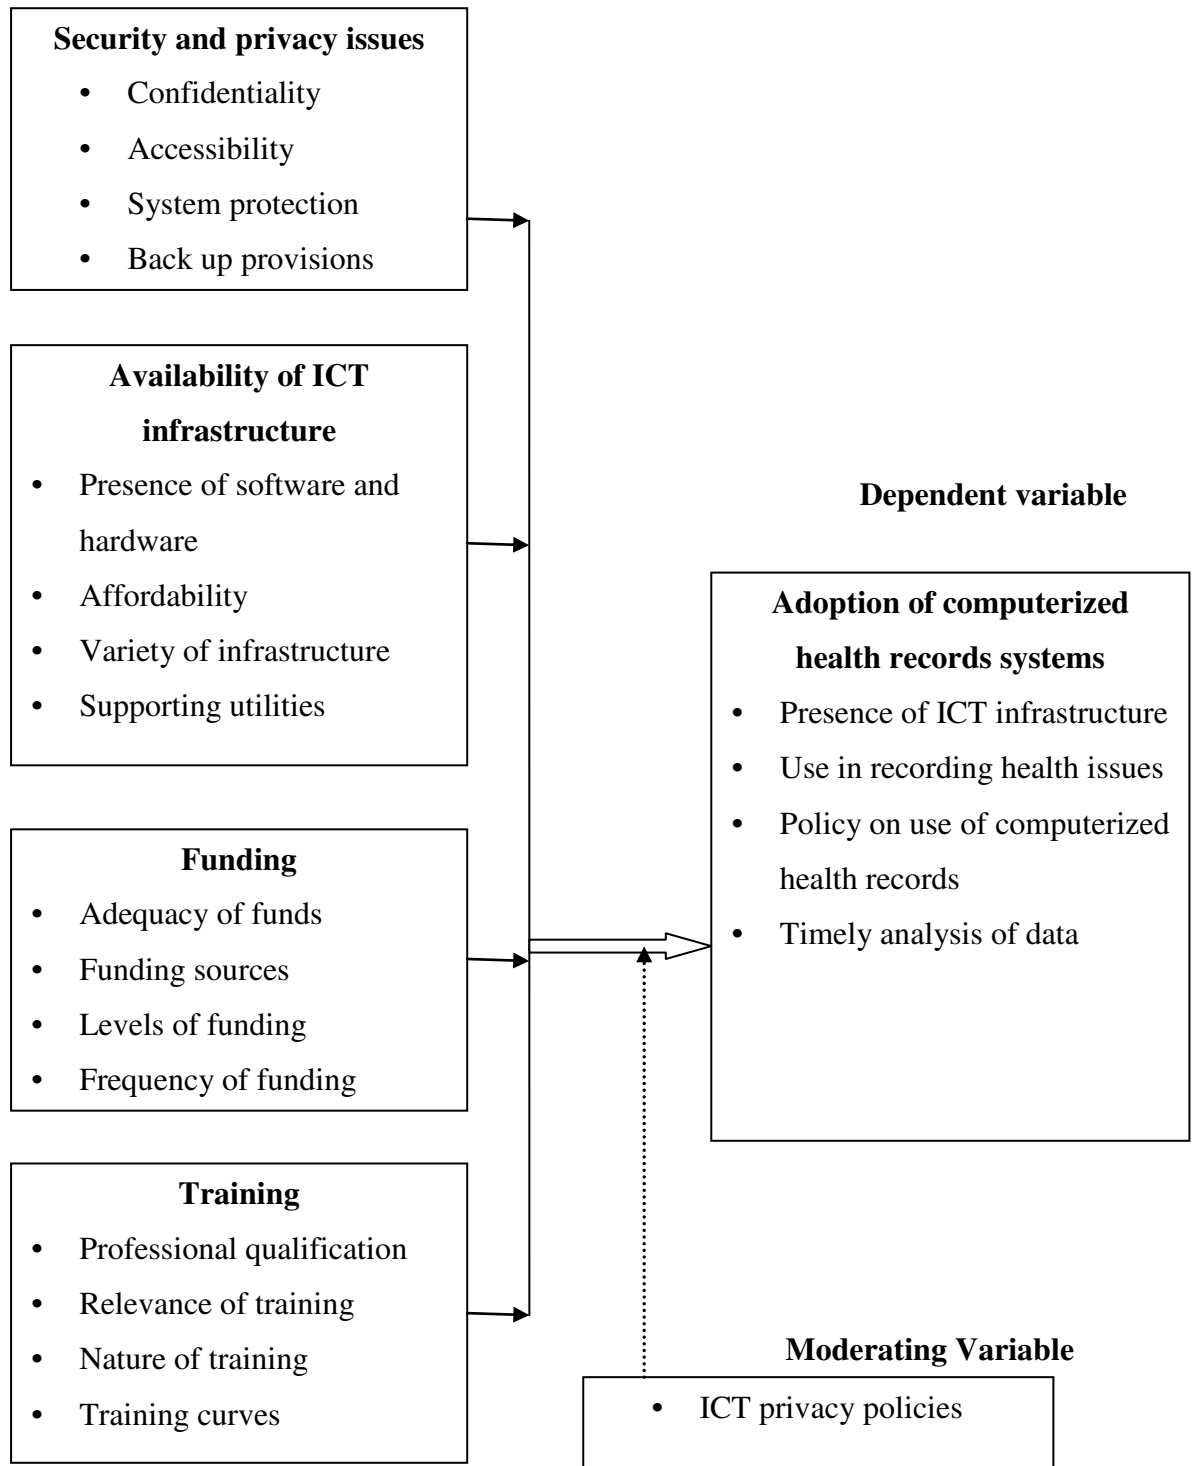 Security and privacy issues
• Confidentiality
• Accessibility
• System protection
• Back up provisions
Availability of ICT
infrastructure
• Presence of software and
hardware
• Affordability
• Variety of infrastructure
• Supporting utilities
Funding
• Adequacy of funds
• Funding sources
• Levels of funding
• Frequency of funding
Training
• Professional qualification
• Relevance of training
• Nature of training
• Training curves
Dependent variable
Adoption of computerized
health records systems
• Presence of ICT infrastructure
• Use in recording health issues
• Policy on use of computerized
health records
• Timely analysis of data
Moderating Variable
• ICT privacy policies